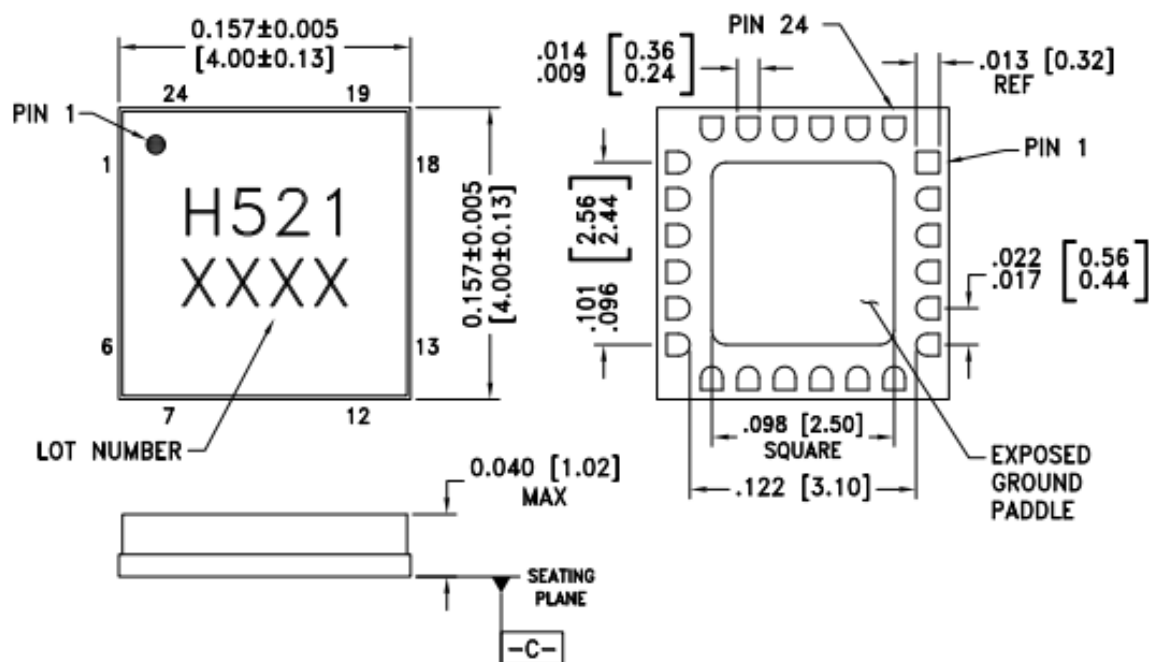 0.157±0.005
[4.00±0.13]
24
19
PIN 1
1
18
H521
XXXX
0.157±0.005
[4.00±0.13]
6
13
7
12
LOT NUMBER
PIN 24
.014 [0.36
.009 0.24]
.013 [0.32]
REF
PIN 1
[2.56
2.44]
.101
.096
.022 [0.56
.017 0.44]
.098 [2.50]
SQUARE
.122 [3.10]
EXPOSED
GROUND
PADDLE
0.040 [1.02]
MAX
SEATING
PLANE
-C-